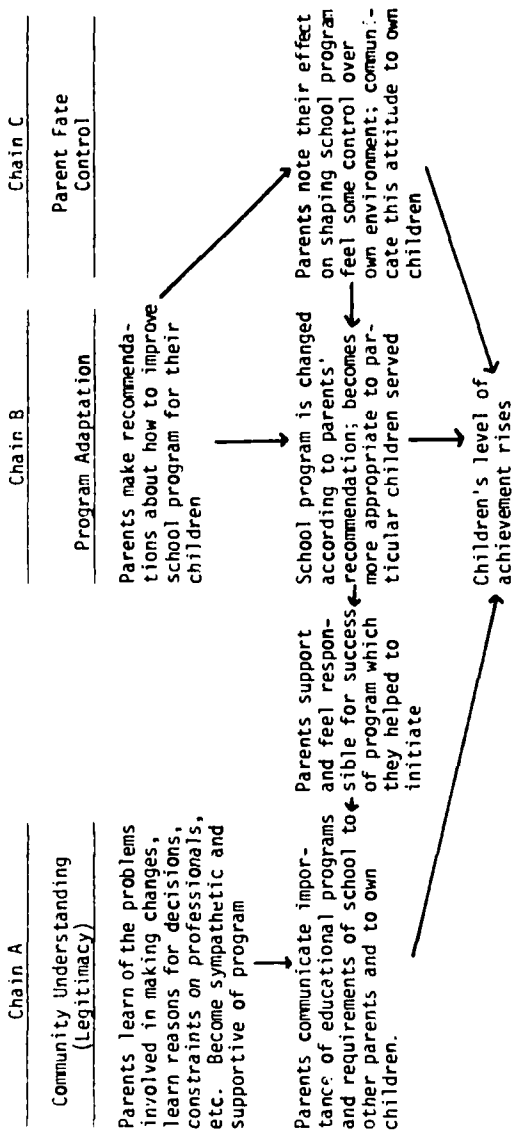 Chain A
Community Understanding
(Legitimacy)
Parents learn of the problems
involved in making changes,
learn reasons for decisions,
constraints on professionals,
etc. Become sympathetic and
supportive of program
Parents communicate impor-
tance of educational programs
and requirements of school to
other parents and to own
children.
Parents support
and feel respon-
sible for success
of program which
they helped to
initiate
Chain B
Program Adaptation
Parents make recommenda-
tions about how to improve
school program for their
children
School program is changed
according to parents'
recommendation; becomes
more appropriate to par-
ticular children served
Children's level of
achievement rises
Chain C
Parent Fate
Control
Parents note their effect
on shaping school program
feel some control over
own environment; communi-
cate this attitude to own
children